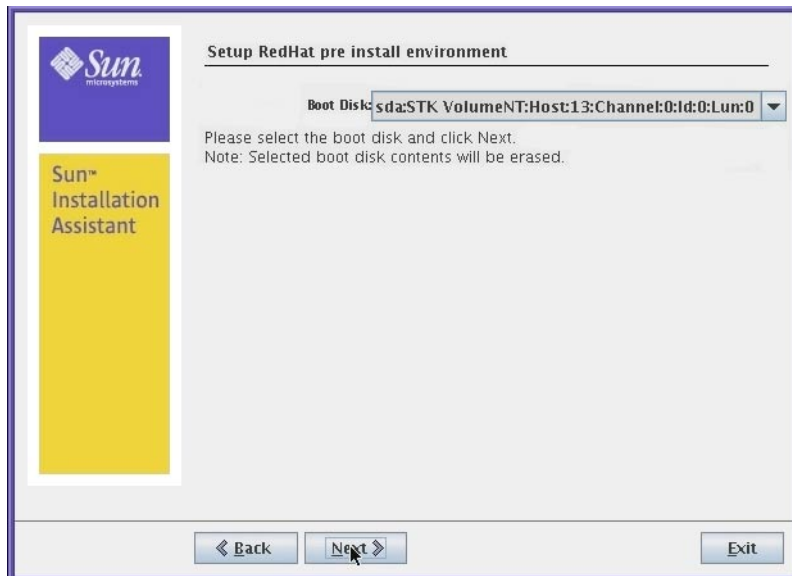 Sun
microsystems
Sun™
Installation
Assistant
Setup RedHat pre install environment
Boot Disk: sda:STK VolumeNT:Host:13:Channel:0:Id:0:Lun:0
Please select the boot disk and click Next.
Note: Selected boot disk contents will be erased.
Back Next Exit